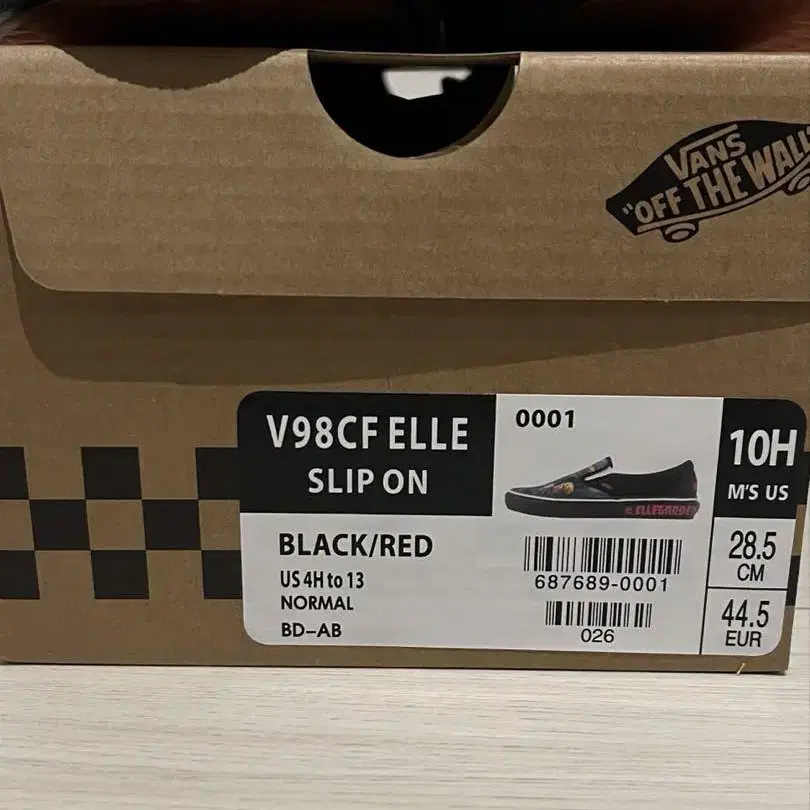 VANS
"OFF THE WALL
V98CF ELLE
SLIP ON
0001
10H
M'S US
BLACK/RED
US 4H to 13
NORMAL
BD-AB
ELLEGARDEN
687689-0001
026
28.5
CM
44.5
EUR